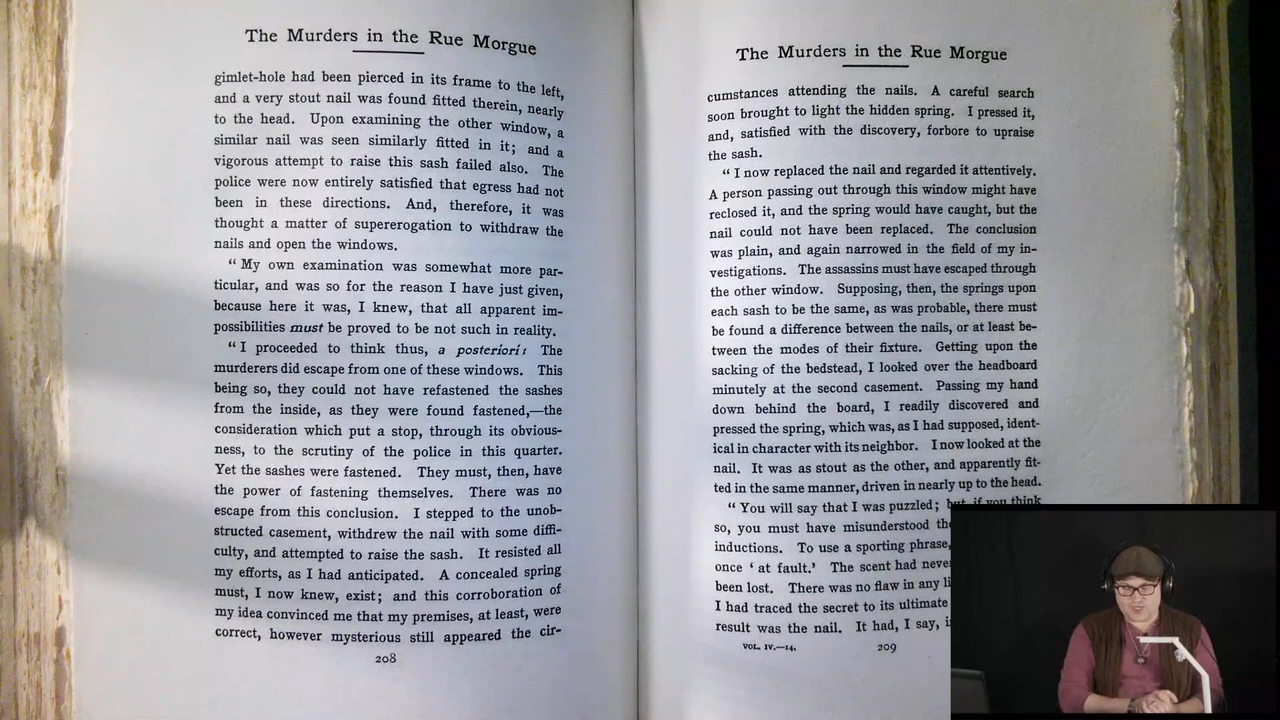 The Murders in the Rue Morgue
gimlet-hole had been pierced in its frame to the left,
and a very stout nail was found fitted therein, nearly
to the head. Upon examining the other window, a
similar nail was seen similarly fitted in it; and a
vigorous attempt to raise this sash failed also. The
police were now entirely satisfied that egress had not
been in these directions. And, therefore, it was
thought a matter of supererogation to withdraw the
nails and open the windows.
“ My own examination was somewhat more par-
ticular, and was so for the reason I have just given,
because here it was, I knew, that all apparent im-
possibilities must be proved to be not such in reality.
“ I proceeded to think thus, a posteriori: The
murderers did escape from one of these windows. This
being so, they could not have refastened the sashes
from the inside, as they were found fastened,—the
consideration which put a stop, through its obvious-
ness, to the scrutiny of the police in this quarter.
Yet the sashes were fastened. They must, then, have
the power of fastening themselves. There was no
escape from this conclusion. I stepped to the unob-
structed casement, withdrew the nail with some diffi-
culty, and attempted to raise the sash. It resisted all
my efforts, as I had anticipated. A concealed spring
must, I now knew, exist; and this corroboration of
my idea convinced me that my premises, at least, were
correct, however mysterious still appeared the cir-
208
The Murders in the Rue Morgue
cumstances attending the nails. A careful search
soon brought to light the hidden spring. I pressed it,
and, satisfied with the discovery, forbore to upraise
the sash.
“ I now replaced the nail and regarded it attentively.
A person passing out through this window might have
reclosed it, and the spring would have caught, but the
nail could not have been replaced. The conclusion
was plain, and again narrowed in the field of my in-
vestigations. The assassins must have escaped through
the other window. Supposing, then, the springs upon
each sash to be the same, as was probable, there must
be found a difference between the nails, or at least be-
tween the modes of their fixture. Getting upon the
sacking of the bedstead, I looked over the headboard
minutely at the second casement. Passing my hand
down behind the board, I readily discovered and
pressed the spring, which was, as I had supposed, ident-
ical in character with its neighbor. I now looked at the
nail. It was as stout as the other, and apparently fit-
ted in the same manner, driven in nearly up to the head.
“ You will say that I was puzzled; but, if you think
so, you must have misunderstood the
inductions. To use a sporting phrase,
once ‘ at fault.’ The scent had never
been lost. There was no flaw in any
I had traced the secret to its ultimate
result was the nail. It had, I say,
VOL. IV.—14.
209